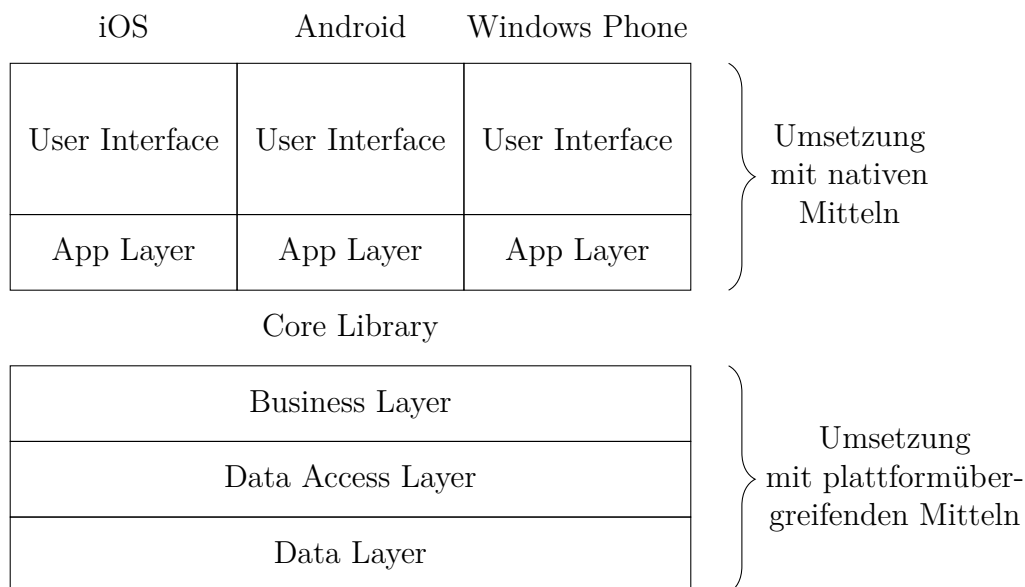 iOS Android Windows Phone
User Interface User Interface User Interface
Umsetzung
mit nativen
Mitteln
App Layer App Layer App Layer
Core Library
Business Layer
Data Access Layer
Data Layer
Umsetzung
mit plattformüber-
greifenden Mitteln